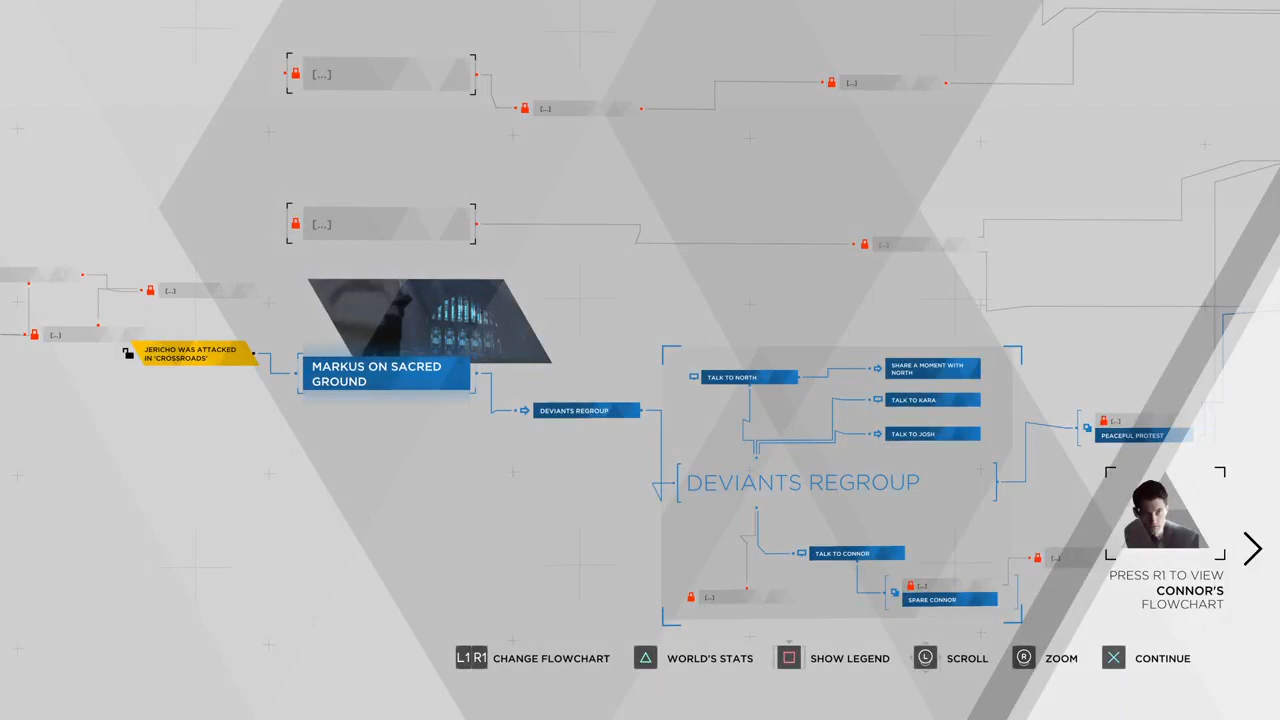 [...]
[...]
[...]
[...]
[...]
[...]
[...]
JERICHO WAS ATTACKED
IN 'CROSSROADS'
MARKUS ON SACRED
GROUND
DEVIANTS REGROUP
TALK TO NORTH
SHARE A MOMENT WITH
NORTH
TALK TO KARA
TALK TO JOSH
[...]
PEACEFUL PROTEST
DEVIANTS REGROUP
TALK TO CONNOR
[...]
[...]
SPARE CONNOR
[...]
PRESS R1 TO VIEW
CONNOR'S
FLOWCHART
L1 R1 CHANGE FLOWCHART
WORLD'S STATS
SHOW LEGEND
L SCROLL
R ZOOM
CONTINUE